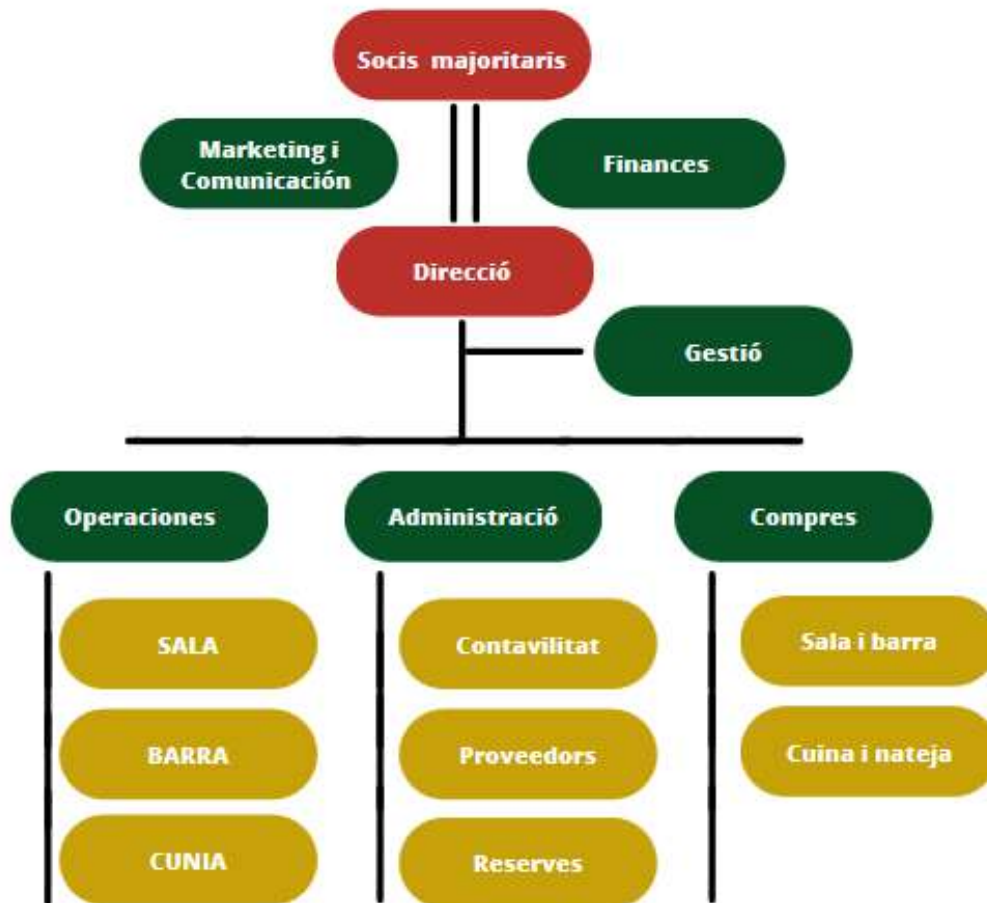 Socis majoritaris
Marketing i
Comunicación
Finances
Direcció
Gestió
Operaciones
Administració
Compres
SALA
Contavilitat
Sala i barra
BARRA
Proveedors
Cuina i nateja
CUNIA
Reserves